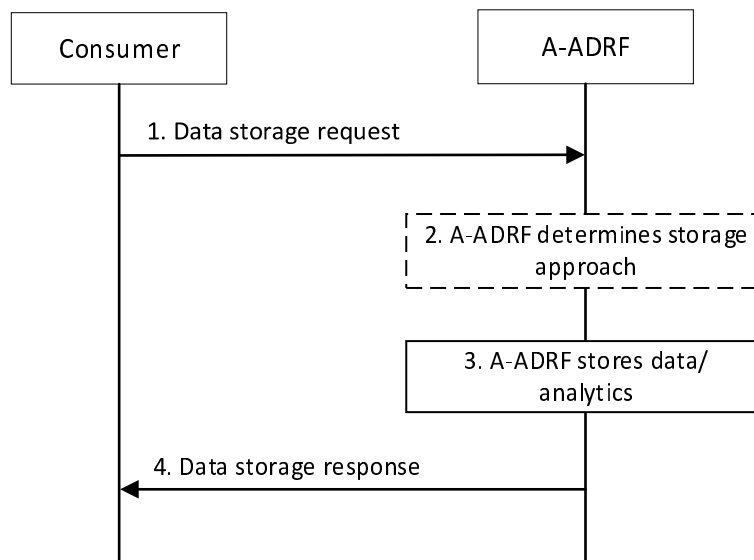 Consumer
A-ADRF
1. Data storage request
2. A-ADRF determines storage
approach
3. A-ADRF stores data/
analytics
4. Data storage response